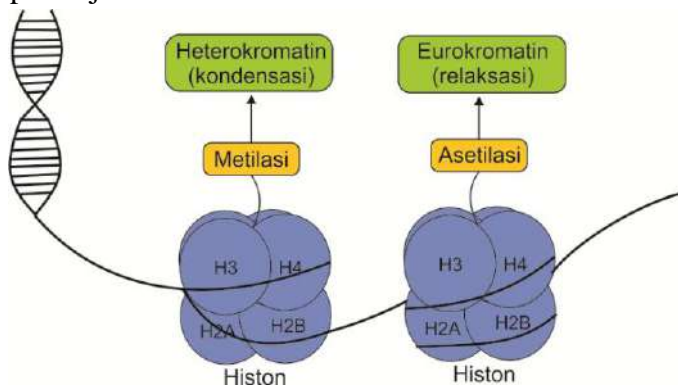 Heterokromatin
(kondensasi)
Eurokromatin
(relaksasi)
Metilasi
Asetilasi
H3
H4
H2A
H2B
Histon
H3
H4
H2A
H2B
Histon